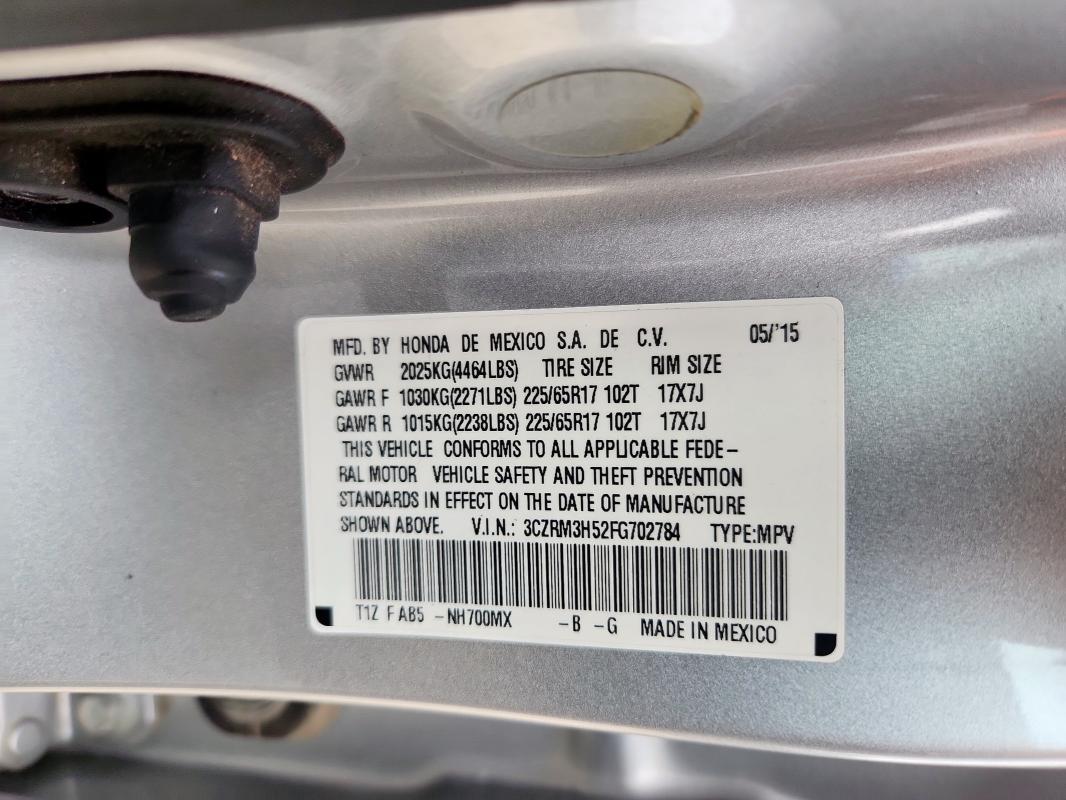 MFD. BY HONDA DE MEXICO S.A. DE C.V. 05/'15
GVWR 2025KG(4464LBS) TIRE SIZE RIM SIZE
GAWR F 1030KG(2271LBS) 225/65R17 102T 17X7J
GAWR R 1015KG(2238LBS) 225/65R17 102T 17X7J
THIS VEHICLE CONFORMS TO ALL APPLICABLE FEDE-
RAL MOTOR VEHICLE SAFETY AND THEFT PREVENTION
STANDARDS IN EFFECT ON THE DATE OF MANUFACTURE
SHOWN ABOVE. V.I.N.: 3CZRM3H52FG702784 TYPE:MPV
T1Z F AB5 -NH700MX -B -G MADE IN MEXICO